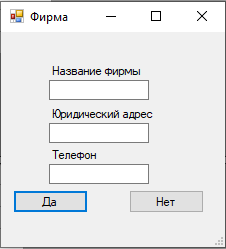 Фирма
Название фирмы
Юридический адрес
Телефон
Да
Нет